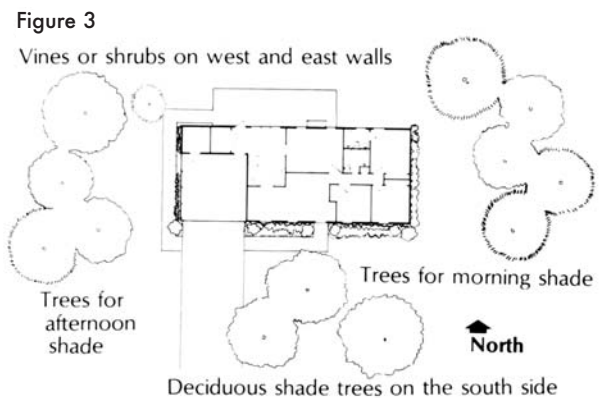 Figure 3
Vines or shrubs on west and east walls
Trees for
afternoon
shade
Trees for morning shade
North
Deciduous shade trees on the south side